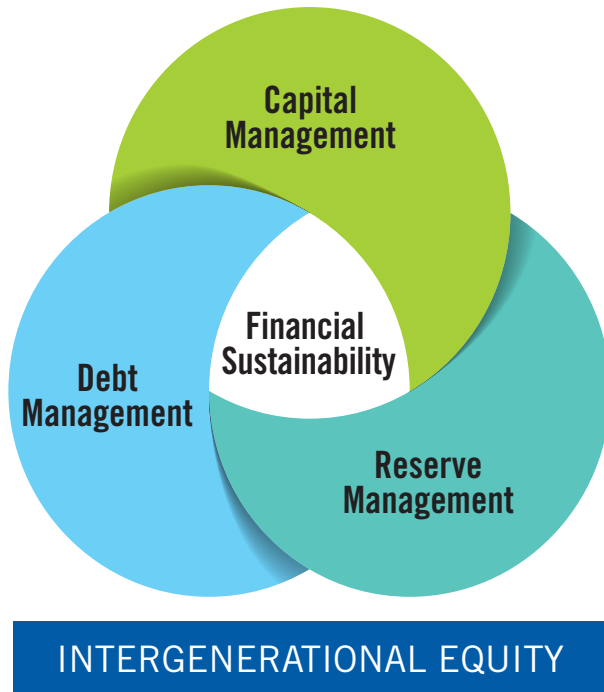 Capital
Management
Financial
Sustainability
Debt
Management
Reserve
Management
INTERGENERATIONAL EQUITY